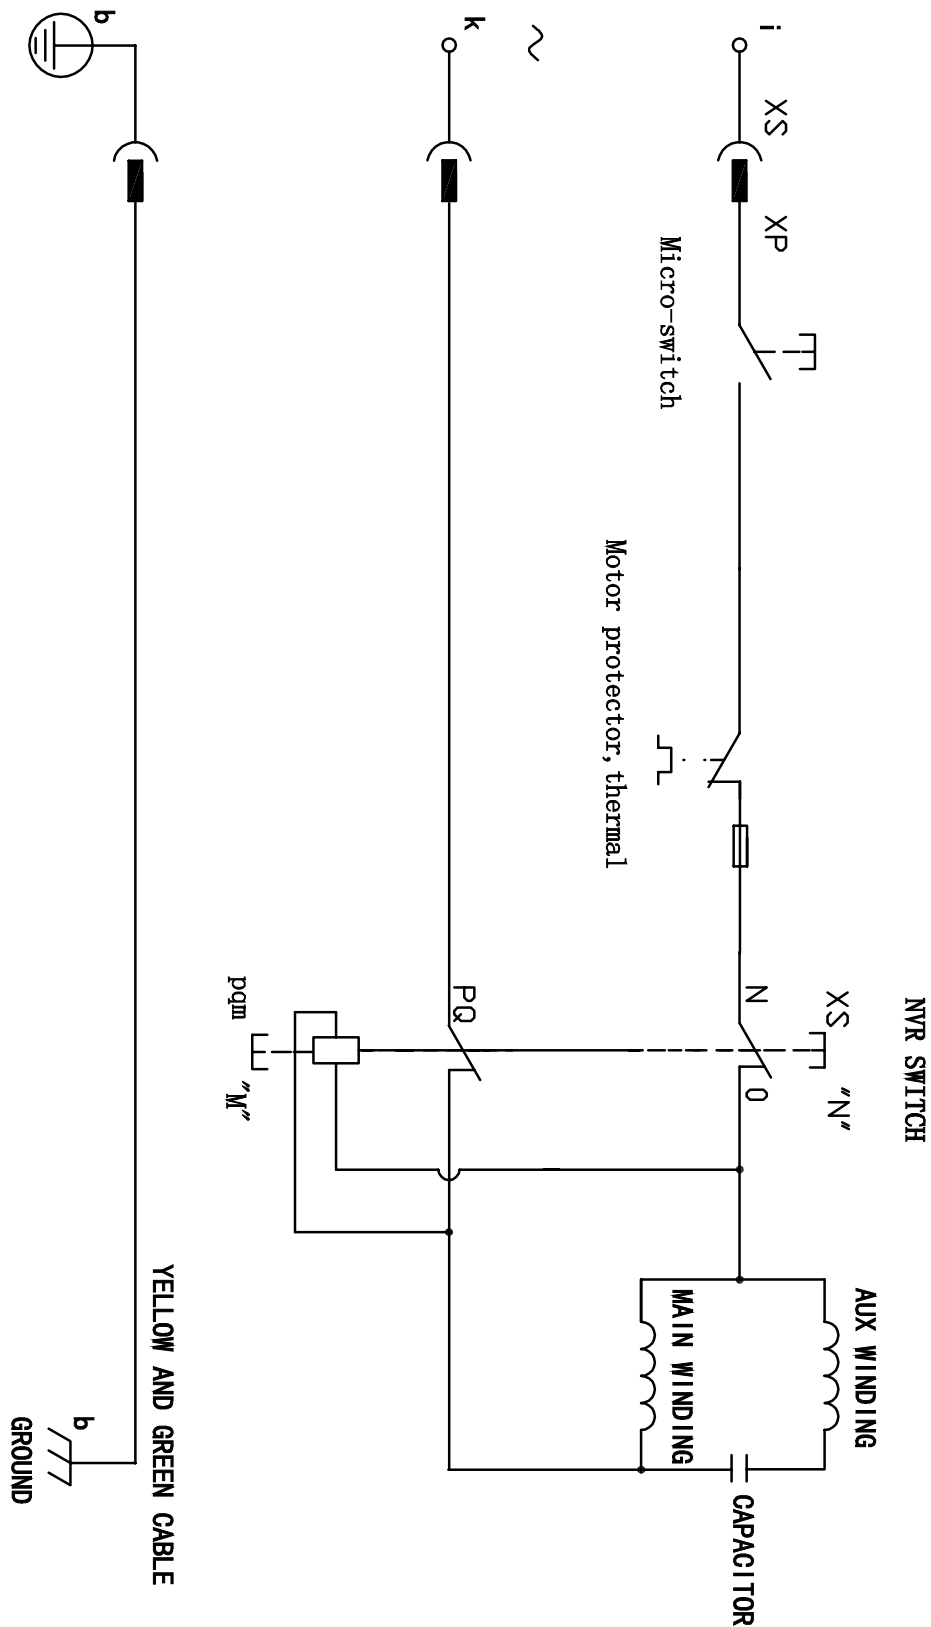 NVR SWITCH
AUX WINDING
XS "N"
i XS XP
N O
CAPACITOR
Micro-switch
MAIN WINDING
Motor protector, thermal
~
k
PQ
pqm "M"
YELLOW AND GREEN CABLE
b
b
GROUND